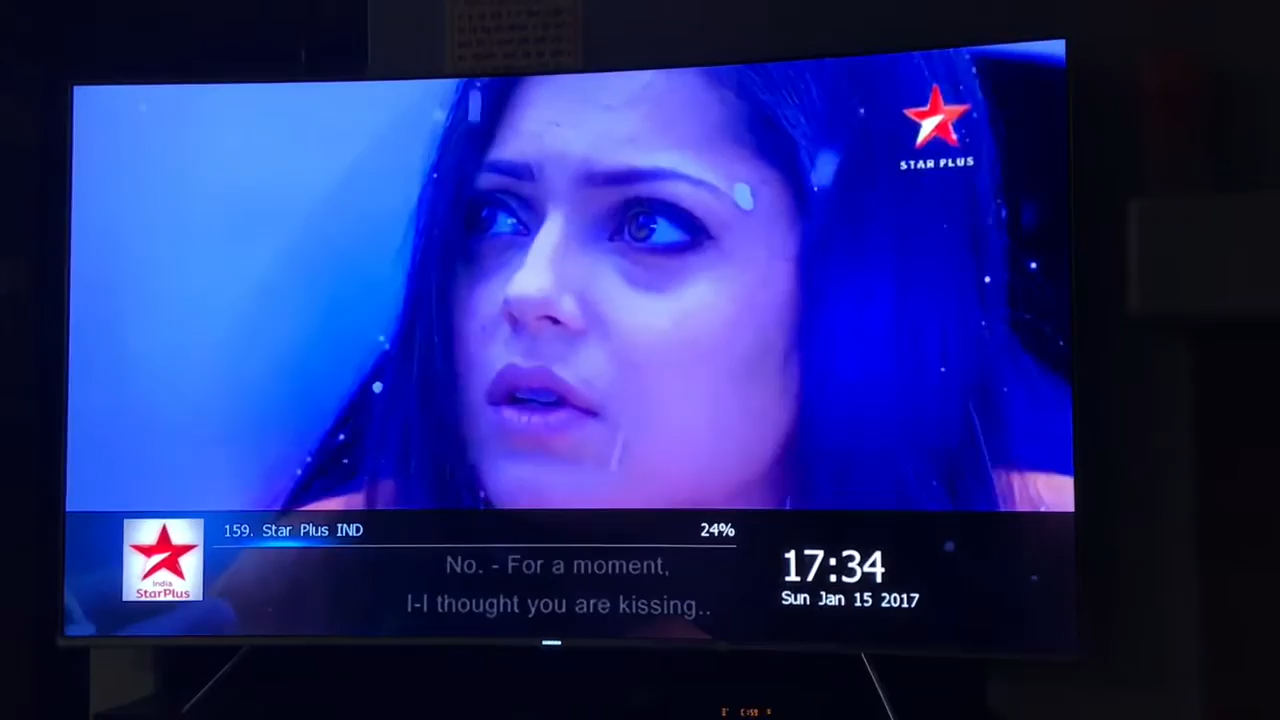 STAR PLUS
159. Star Plus IND
24%
India
StarPlus
No. - For a moment,
I-I thought you are kissing..
17:34
Sun Jan 15 2017